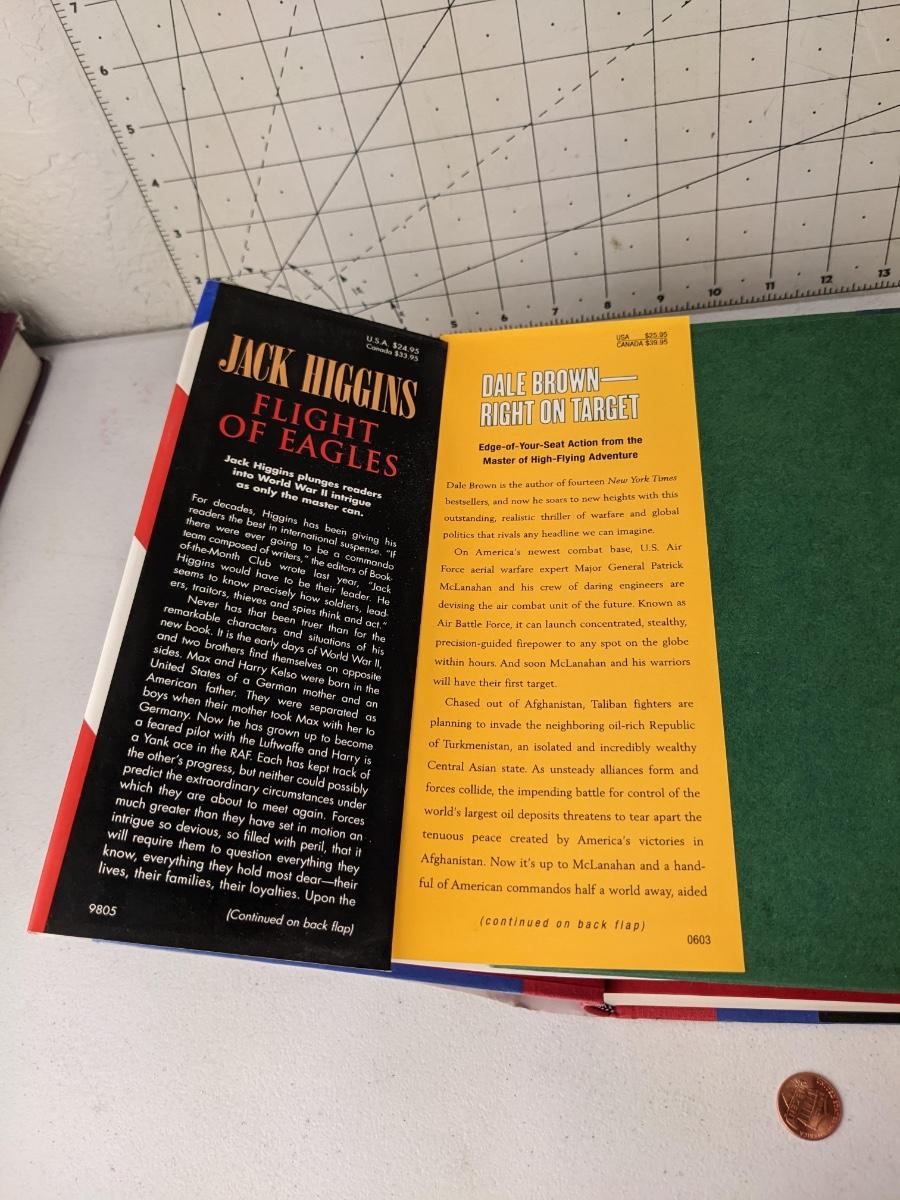 7
6
5
4
3
2
5
6
7
8
9
10
11
12
13
U.S.A. $24.95
Canada $33.95
JACK HIGGINS
FLIGHT
OF EAGLES
Jack Higgins plunges readers
into World War II intrigue
as only the master can.
For decades, Higgins has been giving his
readers the best in international suspense. "If
there were ever going to be a commando
team composed of writers," the editors of Book-
of-the-Month Club wrote last year, "Jack
Higgins would have to be their leader. He
seems to know precisely how soldiers, lead-
ers, traitors, thieves and spies think and act."
Never has that been truer than for the
remarkable characters and situations of his
new book. It is the early days of World War II,
and two brothers find themselves on opposite
sides. Max and Harry Kelso were born in the
United States of a German mother and an
American father. They were separated as
boys when their mother took Max with her to
Germany. Now he has grown up to become
a feared pilot with the Luftwaffe and Harry is
a Yank ace in the RAF. Each has kept track of
the other's progress, but neither could possibly
predict the extraordinary circumstances under
which they are about to meet again. Forces
much greater than they have set in motion an
intrigue so devious, so filled with peril, that it
will require them to question everything they
know, everything they hold most dear—their
lives, their families, their loyalties. Upon the
9805
(Continued on back flap)
USA $25.95
CANADA $39.95
DALE BROWN—
RIGHT ON TARGET
Edge-of-Your-Seat Action from the
Master of High-Flying Adventure
Dale Brown is the author of fourteen New York Times
bestsellers, and now he soars to new heights with this
outstanding, realistic thriller of warfare and global
politics that rivals any headline we can imagine.
On America's newest combat base, U.S. Air
Force aerial warfare expert Major General Patrick
McLanahan and his crew of daring engineers are
devising the air combat unit of the future. Known as
Air Battle Force, it can launch concentrated, stealthy,
precision-guided firepower to any spot on the globe
within hours. And soon McLanahan and his warriors
will have their first target.
Chased out of Afghanistan, Taliban fighters are
planning to invade the neighboring oil-rich Republic
of Turkmenistan, an isolated and incredibly wealthy
Central Asian state. As unsteady alliances form and
forces collide, the impending battle for control of the
world's largest oil deposits threatens to tear apart the
tenuous peace created by America's victories in
Afghanistan. Now it's up to McLanahan and a hand-
ful of American commandos half a world away, aided
(continued on back flap)
0603